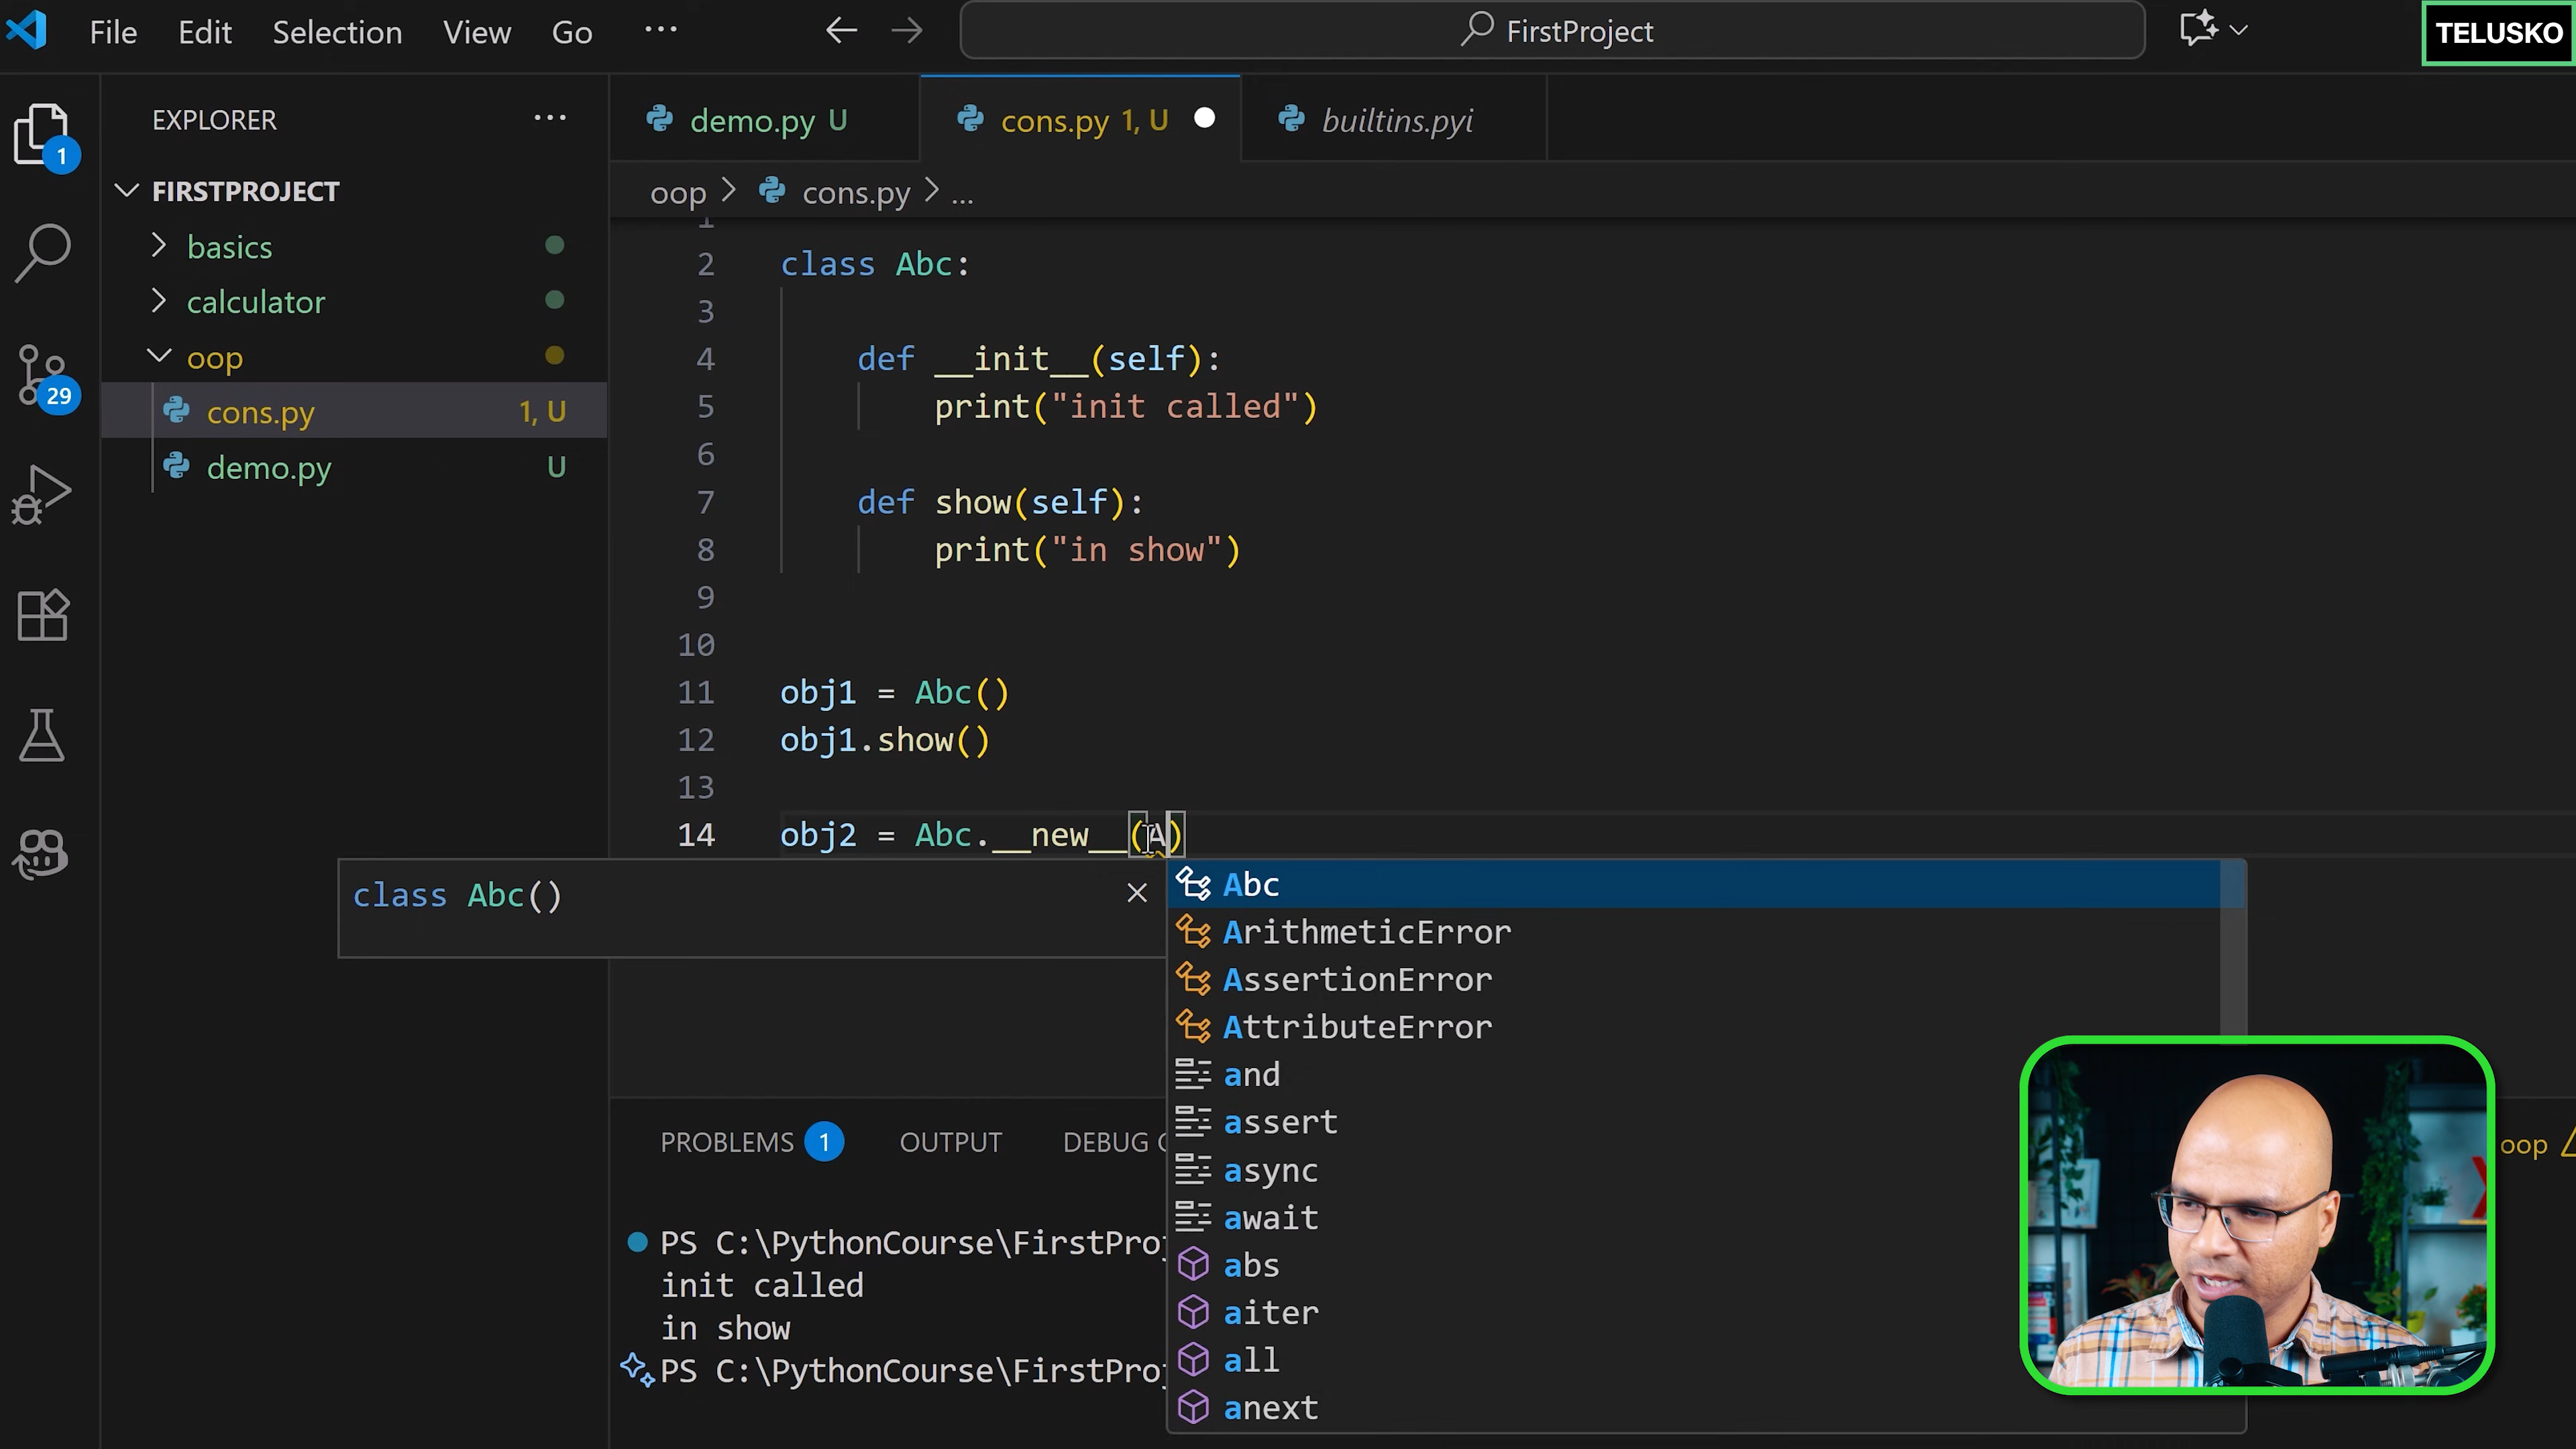 File Edit Selection View Go ... FirstProject TELUSKO
EXPLORER ...
FIRSTPROJECT
basics
calculator
oop
cons.py 1, U
demo.py U
1
29
demo.py U cons.py 1, U builtins.pyi
oop > cons.py > ...
1
2 class Abc:
3
4 def __init__(self):
5 print("init called")
6
7 def show(self):
8 print("in show")
9
10
11 obj1 = Abc()
12 obj1.show()
13
14 obj2 = Abc.__new__(A)
class Abc()
Abc
ArithmeticError
AssertionError
AttributeError
and
assert
async
await
abs
aiter
all
anext
PROBLEMS 1 OUTPUT DEBUG
oop
PS C:\PythonCourse\FirstProj
init called
in show
PS C:\PythonCourse\FirstProj